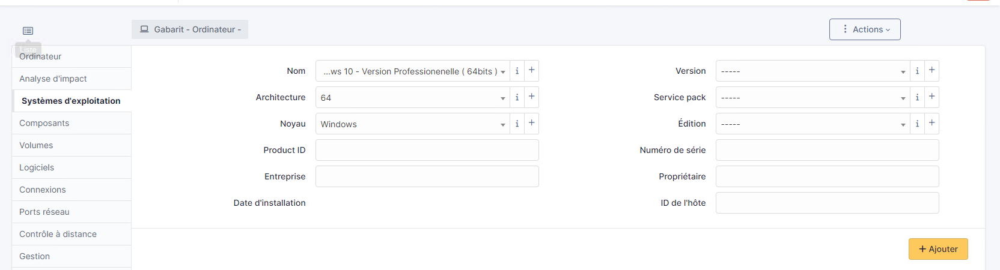 Gabarit - Ordinateur -
Actions
Liste
Ordinateur
Analyse d'impact
Systèmes d'exploitation
Composants
Volumes
Logiciels
Connexions
Ports réseau
Contrôle à distance
Gestion
Nom
...ws 10 - Version Professionenelle ( 64bits )
i +
Version
-----
i +
Architecture
64
i +
Service pack
-----
i +
Noyau
Windows
i +
Édition
-----
i +
Product ID
Numéro de série
Entreprise
Propriétaire
Date d'installation
ID de l'hôte
+ Ajouter